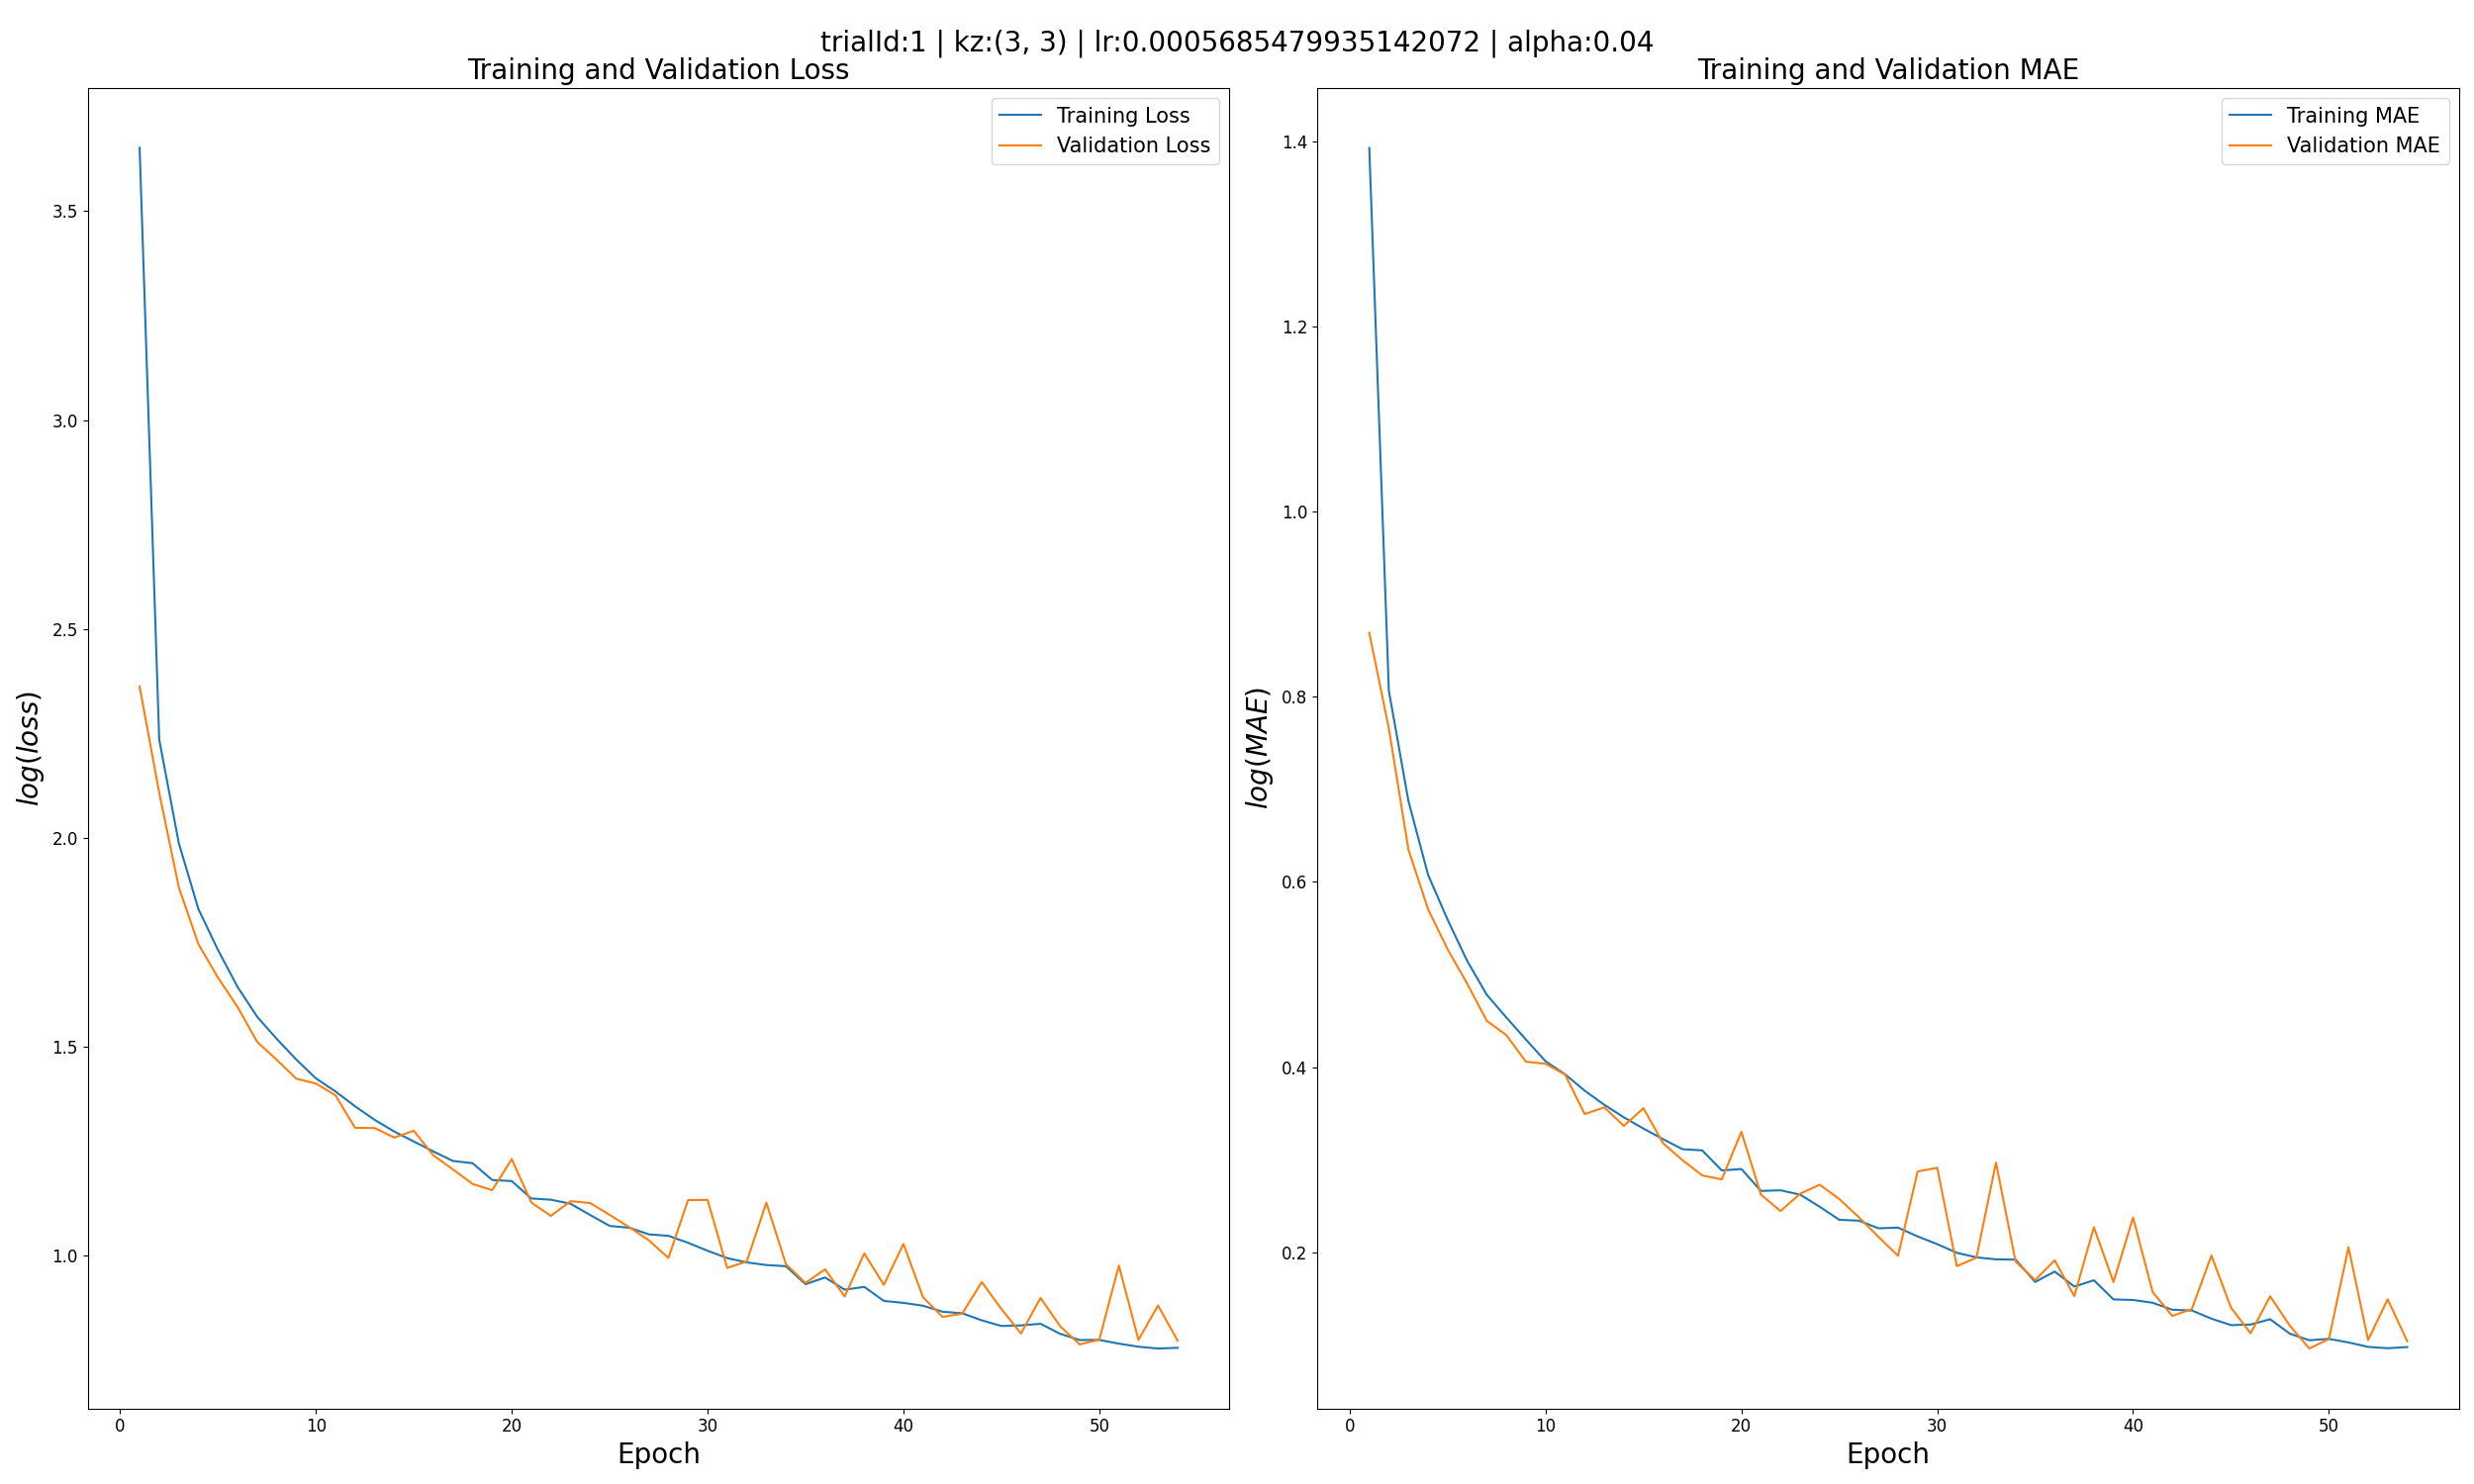 trialId:1 | kz:(3, 3) | lr:0.0005685479935142072 | alpha:0.04
Training and Validation Loss
Training Loss
Validation Loss
3.5
3.0
2.5
2.0
1.5
1.0
log(loss)
0 10 20 30 40 50
Epoch
Training and Validation MAE
Training MAE
Validation MAE
1.4
1.2
1.0
0.8
0.6
0.4
0.2
log(MAE)
0 10 20 30 40 50
Epoch